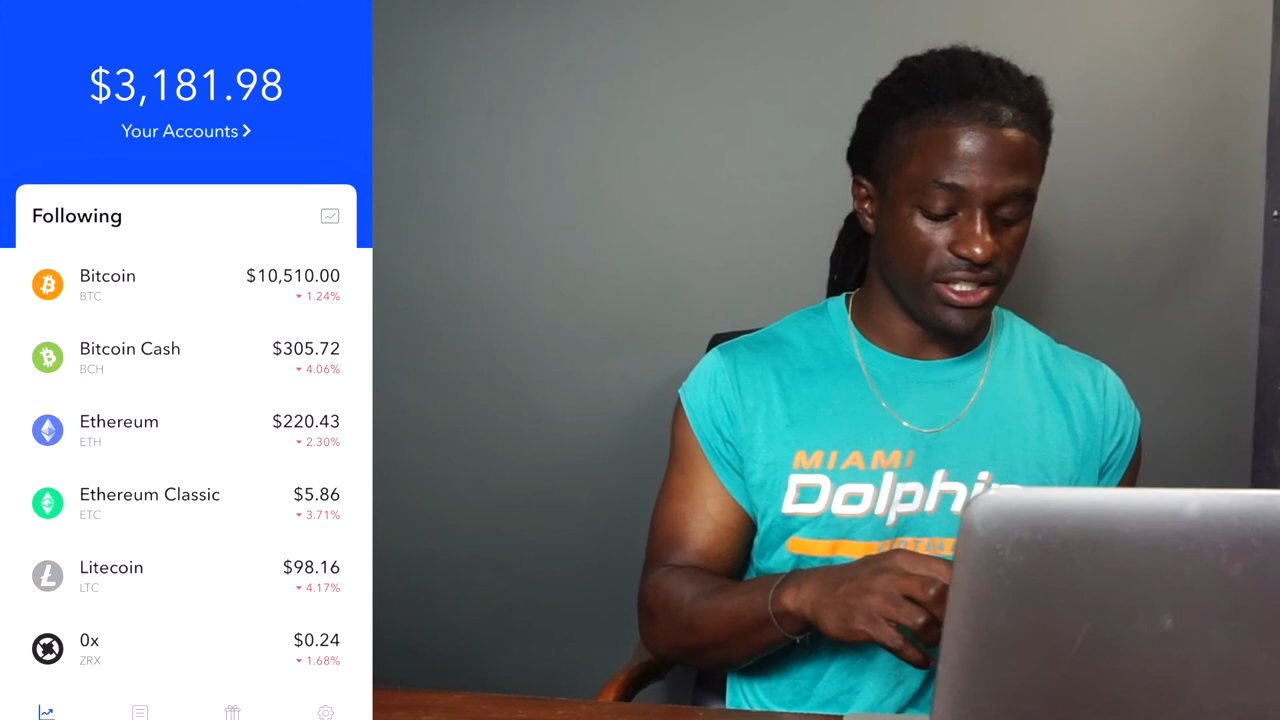 $3,181.98
Your Accounts
Following
Bitcoin
$10,510.00
BTC
1.24%
Bitcoin Cash
$305.72
BCH
4.06%
Ethereum
$220.43
ETH
2.30%
Ethereum Classic
$5.86
ETC
3.71%
Litecoin
$98.16
LTC
4.17%
0x
$0.24
ZRX
1.68%
MIAMI
Dolphin